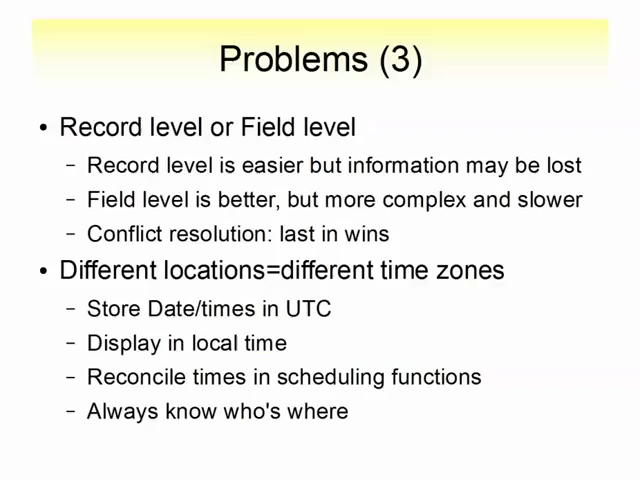 Problems (3)
• Record level or Field level
– Record level is easier but information may be lost
– Field level is better, but more complex and slower
– Conflict resolution: last in wins
• Different locations=different time zones
– Store Date/times in UTC
– Display in local time
– Reconcile times in scheduling functions
– Always know who's where